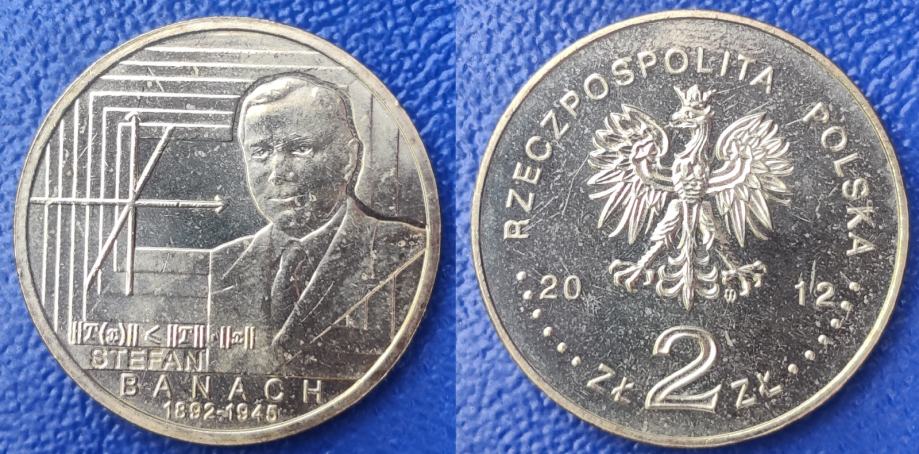 ||T(x)|| < ||T|| · |x||
STEFAN
BANACH
1892-1945
RZECZPOSPOLITA POLSKA
20 12
ZŁ 2 ZŁ